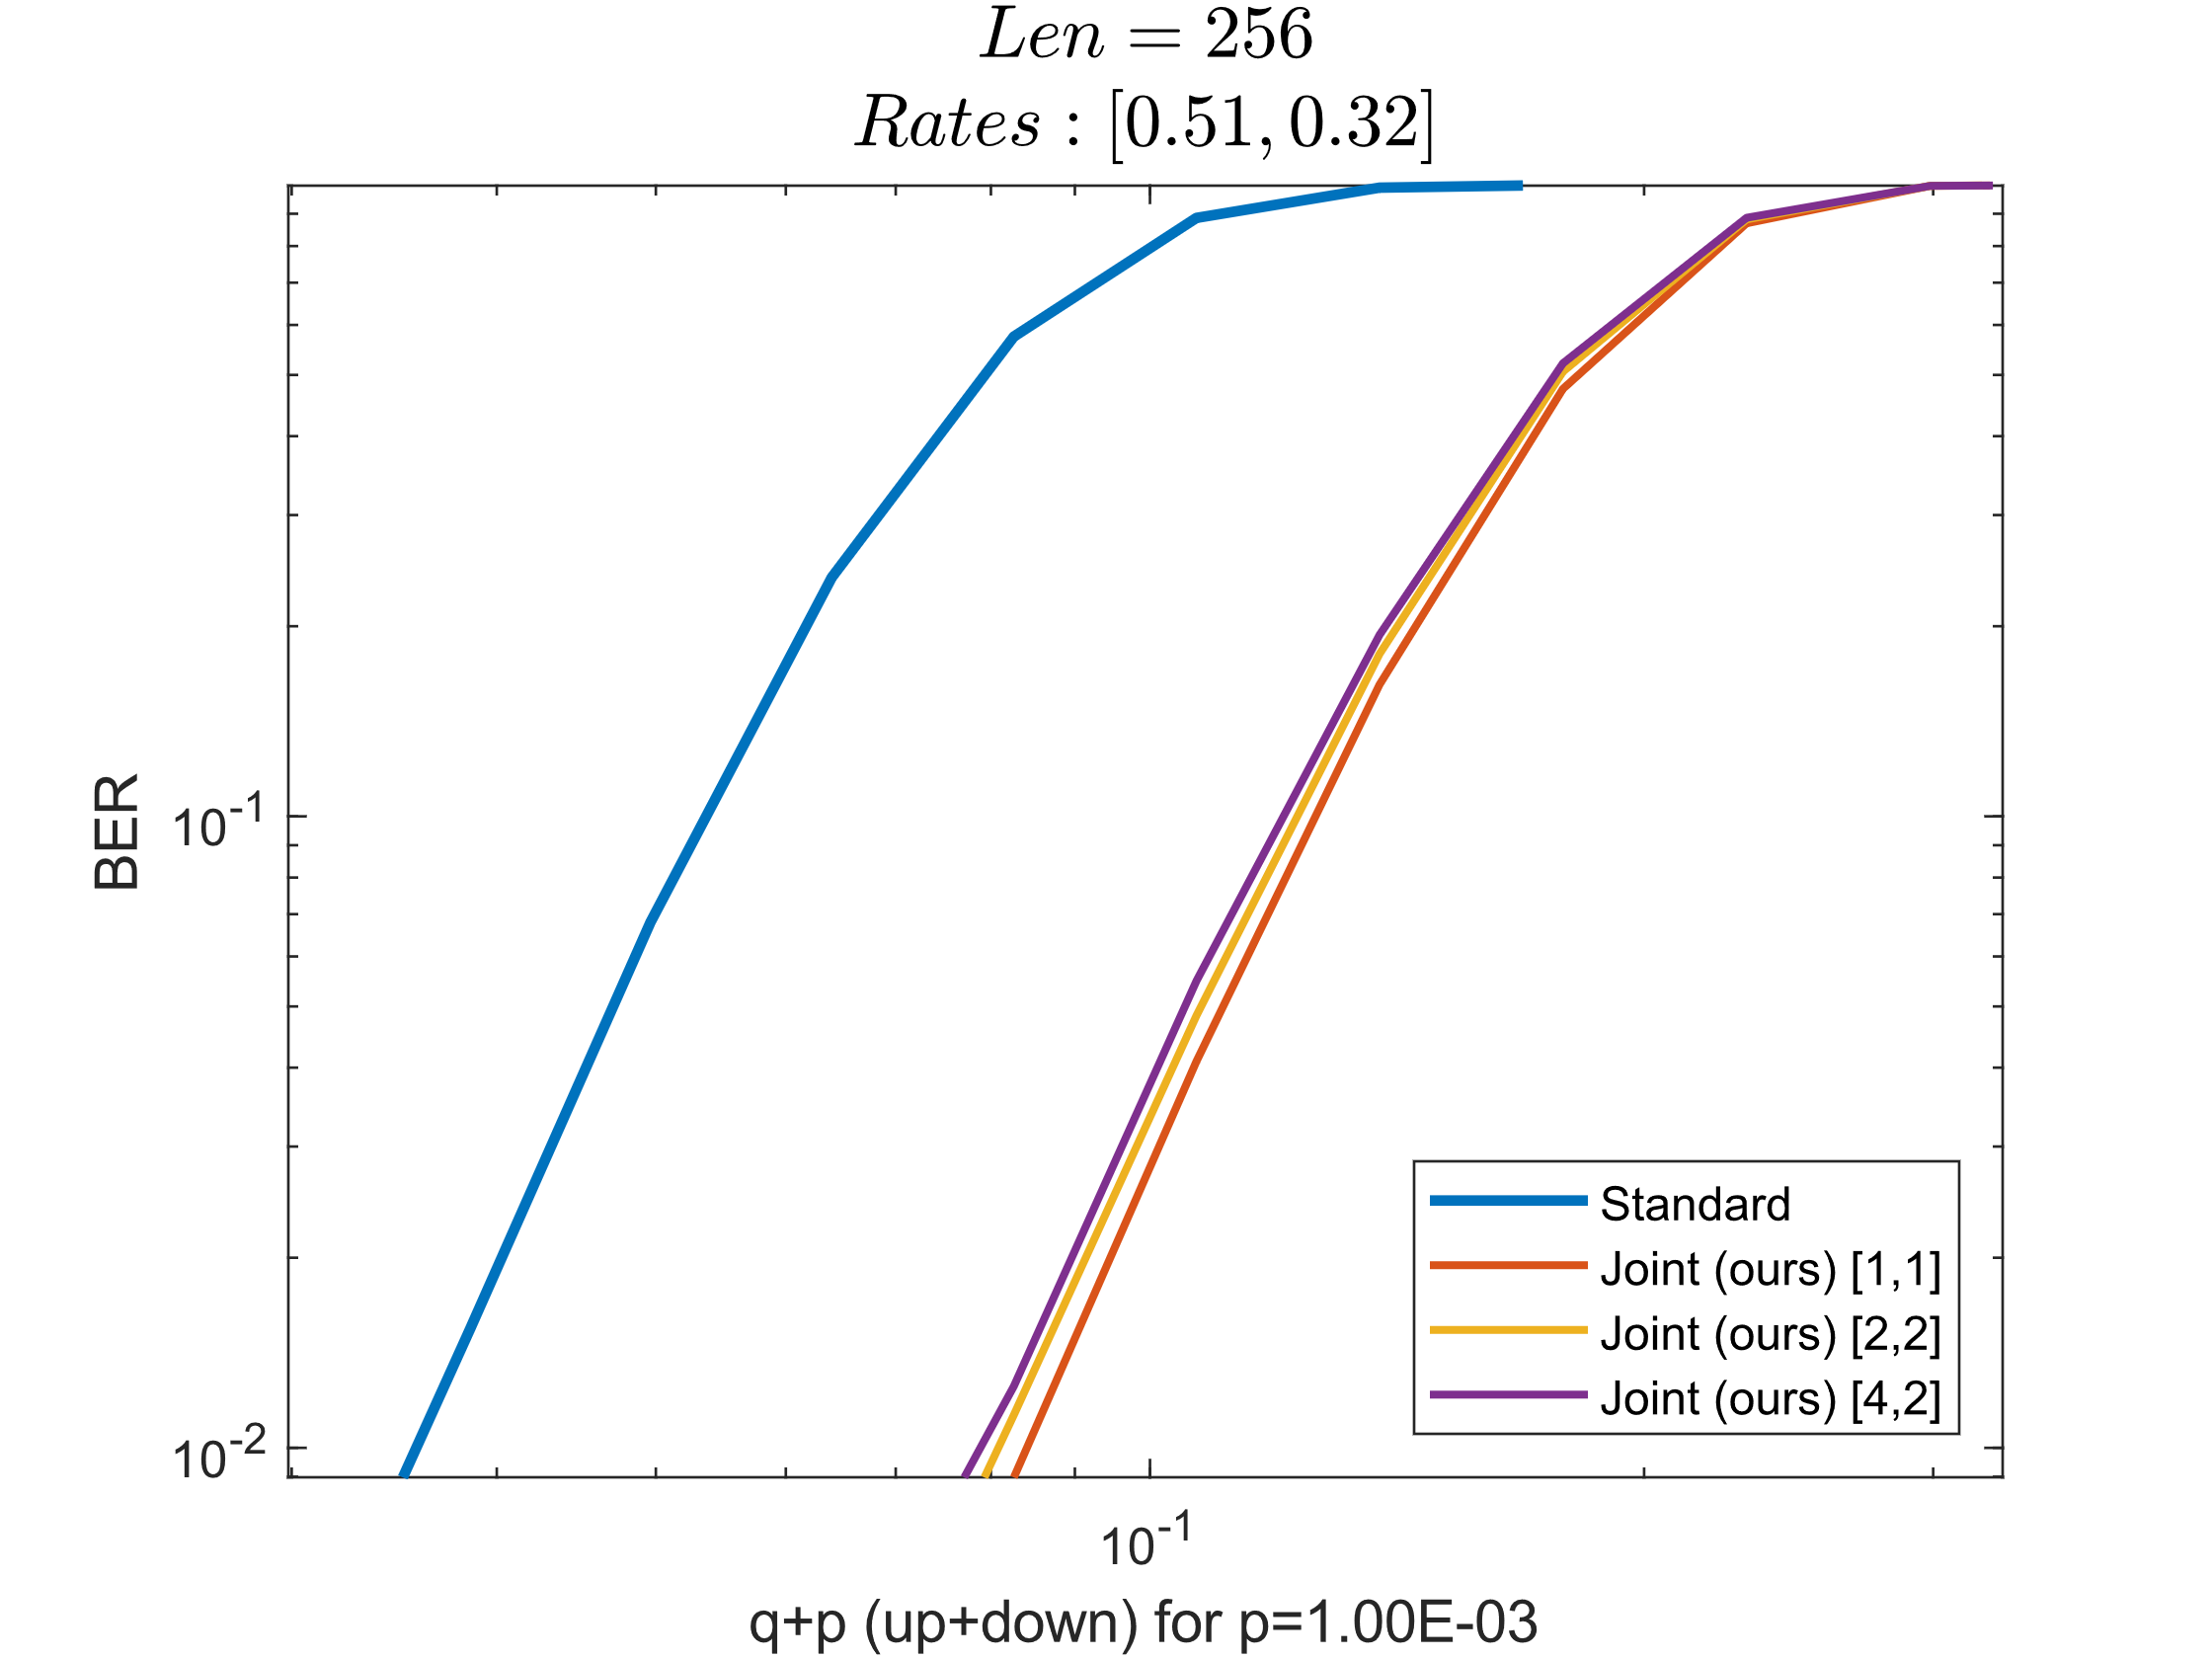 Len = 256
Rates : [0.51, 0.32]
BER
10-1
10-2
10-1
q+p (up+down) for p=1.00E-03
Standard
Joint (ours) [1,1]
Joint (ours) [2,2]
Joint (ours) [4,2]